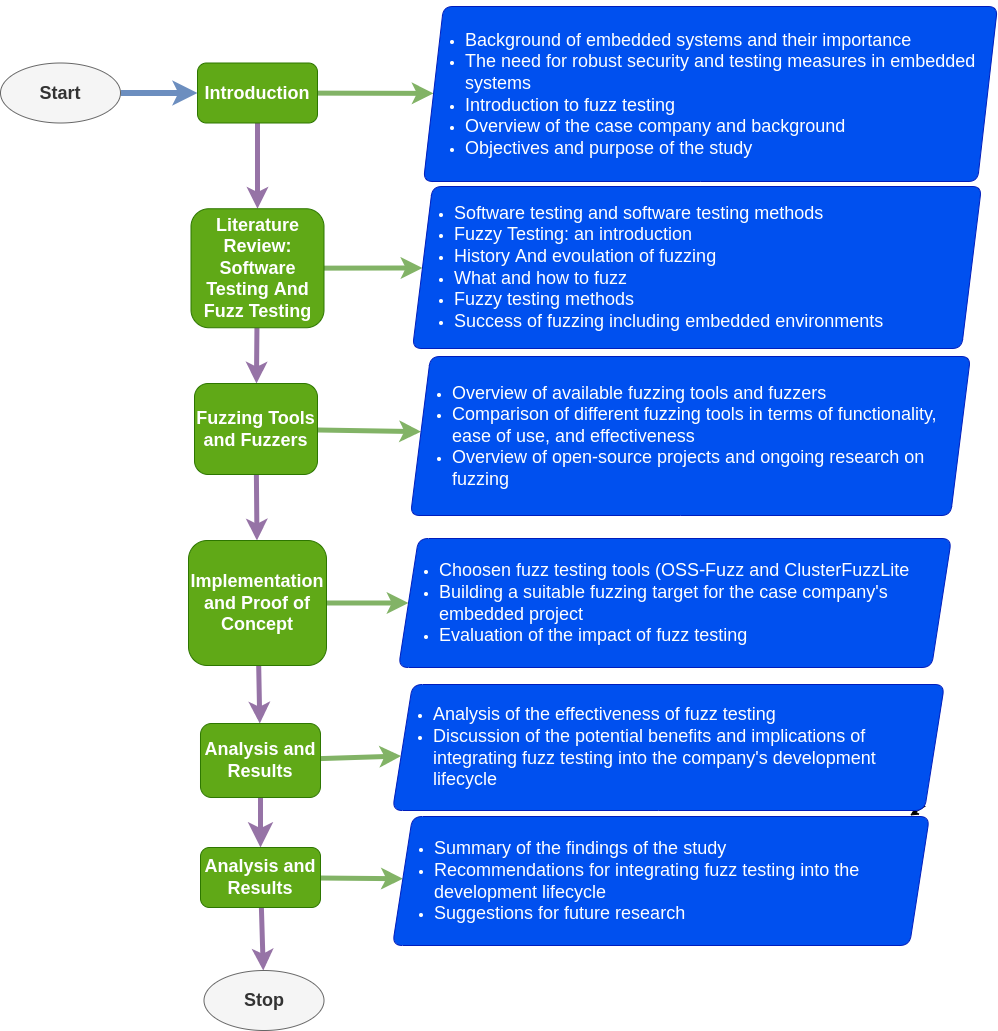 Start
Introduction
• Background of embedded systems and their importance
• The need for robust security and testing measures in embedded
systems
• Introduction to fuzz testing
• Overview of the case company and background
• Objectives and purpose of the study
Literature
Review:
Software
Testing And
Fuzz Testing
• Software testing and software testing methods
• Fuzzy Testing: an introduction
• History And evoulation of fuzzing
• What and how to fuzz
• Fuzzy testing methods
• Success of fuzzing including embedded environments
Fuzzing Tools
and Fuzzers
• Overview of available fuzzing tools and fuzzers
• Comparison of different fuzzing tools in terms of functionality,
ease of use, and effectiveness
• Overview of open-source projects and ongoing research on
fuzzing
Implementation
and Proof of
Concept
• Choosen fuzz testing tools (OSS-Fuzz and ClusterFuzzLite
• Building a suitable fuzzing target for the case company's
embedded project
• Evaluation of the impact of fuzz testing
Analysis and
Results
• Analysis of the effectiveness of fuzz testing
• Discussion of the potential benefits and implications of
integrating fuzz testing into the company's development
lifecycle
Analysis and
Results
• Summary of the findings of the study
• Recommendations for integrating fuzz testing into the
development lifecycle
• Suggestions for future research
Stop